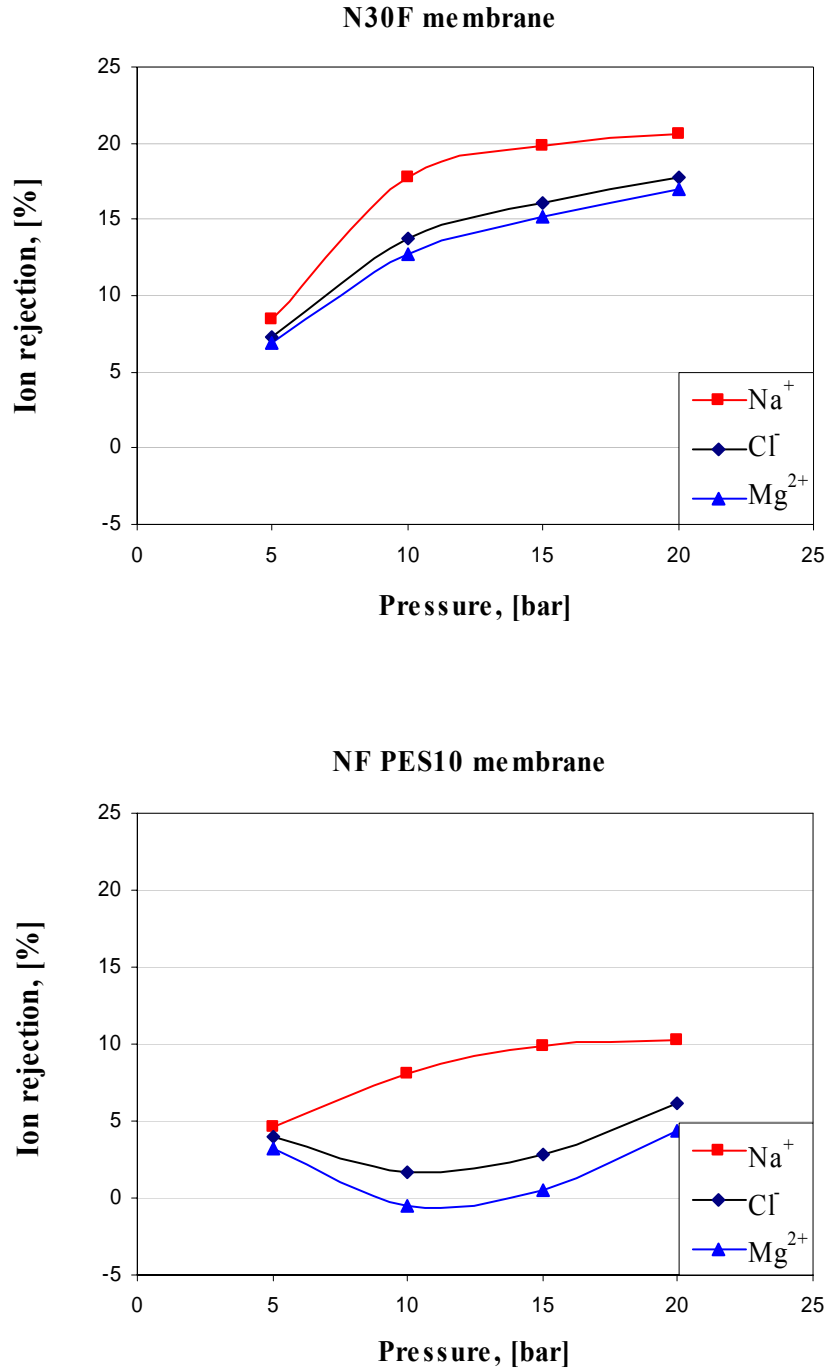 N30F membrane
25
20
15
10
5
0
-5
0 5 10 15 20 25
Ion rejection, [%]
Pressure, [bar]
Na+
Cl-
Mg2+
NF PES10 membrane
25
20
15
10
5
0
-5
0 5 10 15 20 25
Ion rejection, [%]
Pressure, [bar]
Na+
Cl-
Mg2+